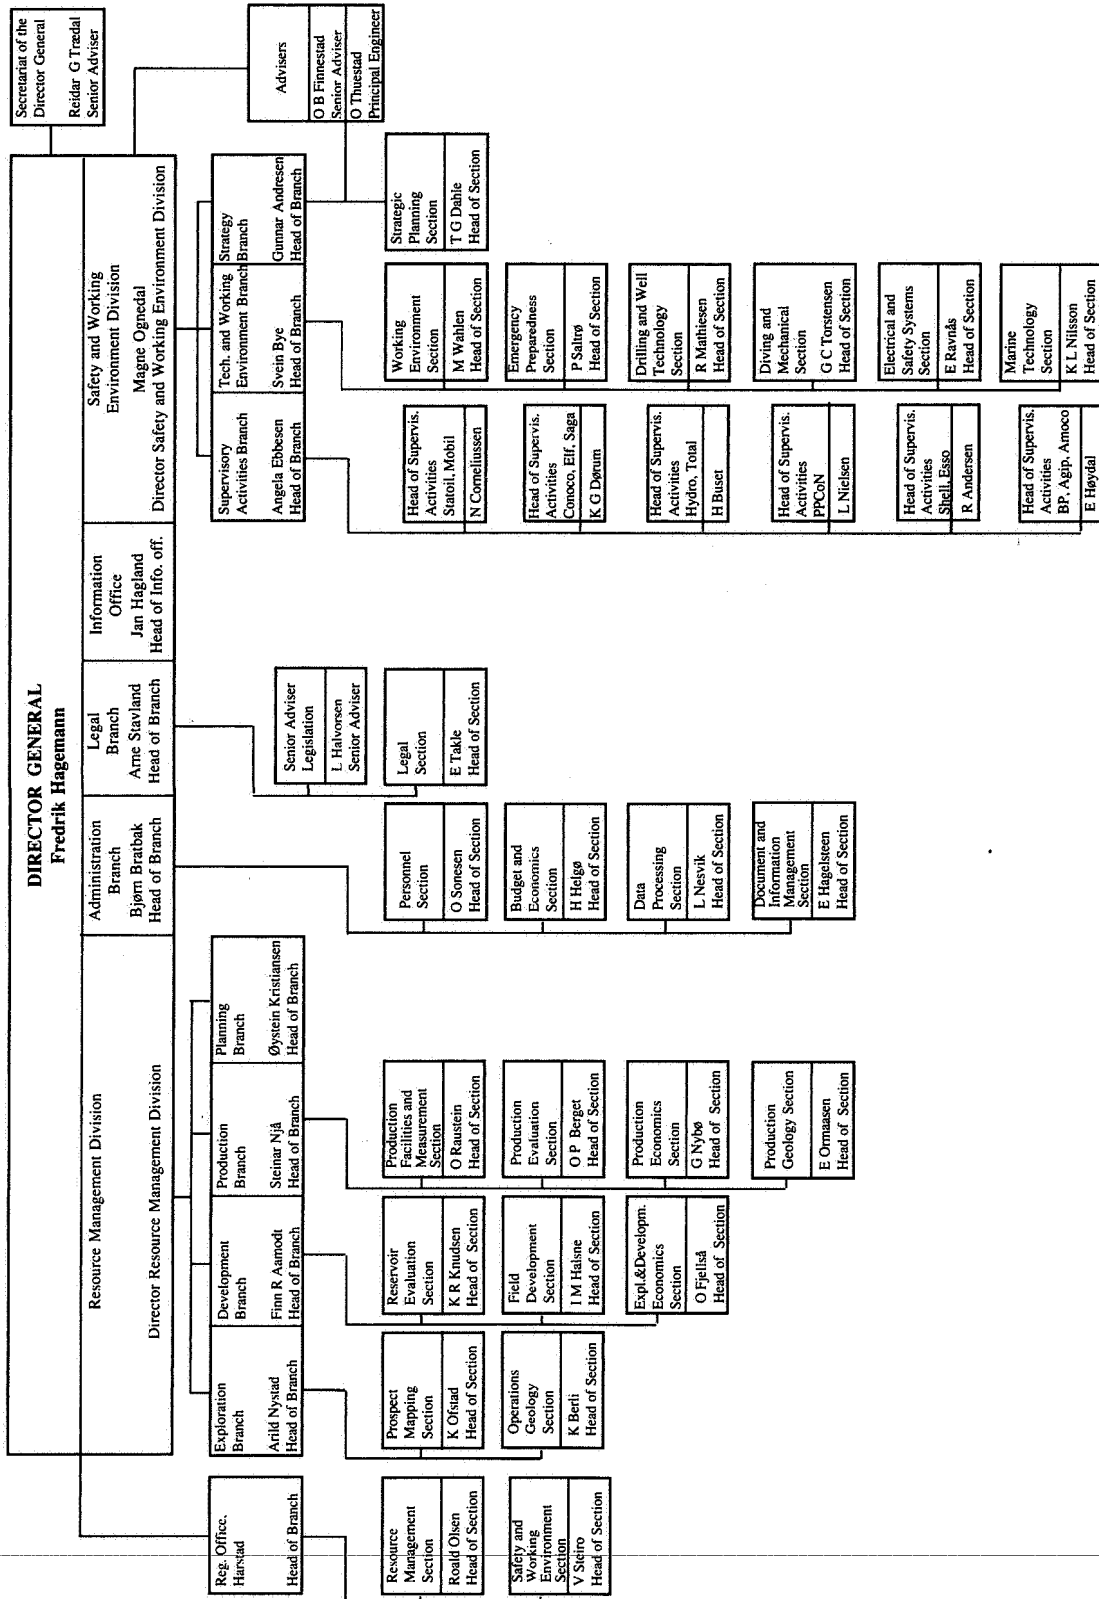 DIRECTOR GENERAL
Fredrik Hagemann
Secretariat of the
Director General
Reidar G Trædal
Senior Adviser
Resource Management Division
Director Resource Management Division
Administration
Branch
Bjørn Bratbak
Head of Branch
Legal
Branch
Arne Stavland
Head of Branch
Information
Office
Jan Hagland
Head of Info. off.
Safety and Working
Environment Division
Magne Ognedal
Director Safety and Working Environment Division
Advisers
O B Finnestad
Senior Adviser
O Thuestad
Principal Engineer
Reg. Office.
Harstad
Head of Branch
Resource
Management
Section
Roald Olsen
Head of Section
Safety and
Working
Environment
Section
V Steiro
Head of Section
Exploration
Branch
Arild Nystad
Head of Branch
Prospect
Mapping
Section
K Ofstad
Head of Section
Operations
Geology
Section
K Berli
Head of Section
Development
Branch
Finn R Aamodt
Head of Branch
Reservoir
Evaluation
Section
K R Knudsen
Head of Section
Field
Development
Section
I M Halsne
Head of Section
Expl.&Developm.
Economics
Section
O Fjellså
Head of Section
Production
Branch
Steinar Njå
Head of Branch
Production
Facilities and
Measurement
Section
O Raustein
Head of Section
Production
Evaluation
Section
O P Berget
Head of Section
Production
Economics
Section
G Nybø
Head of Section
Production
Geology Section
E Ormaasen
Head of Section
Planning
Branch
Øystein Kristiansen
Head of Branch
Personnel
Section
O Sonesen
Head of Section
Budget and
Economics
Section
H Helgø
Head of Section
Data
Processing
Section
L Nesvik
Head of Section
Document and
Information
Management
Section
E Hagelsteen
Head of Section
Senior Adviser
Legislation
L Halvorsen
Senior Adviser
Legal
Section
E Takle
Head of Section
Supervisory
Activites Branch
Angela Ebbesen
Head of Branch
Head of Supervis.
Activities
Satoil, Mobil
N Corneliussen
Head of Supervis.
Activities
Conoco, Elf, Saga
K G Dørum
Head of Supervis.
Activities
Hydro, Total
H Buset
Head of Supervis.
Activities
PPCoN
L Nielsen
Head of Supervis.
Activities
Shell, Esso
R Andersen
Head of Supervis.
Activities
BP, Agip, Amoco
E Høydal
Tech. and Working
Environment Branch
Svein Bye
Head of Branch
Working
Environment
Section
M Wahlen
Head of Section
Emergency
Preparedness
Section
P Saltrø
Head of Section
Drilling and Well
Technology
Section
R Mathiesen
Head of Section
Diving and
Mechanical
Section
G C Torstensen
Head of Section
Electrical and
Safety Systems
Section
E Ravnås
Head of Section
Marine
Technology
Section
K L Nilsson
Head of Section
Strategy
Branch
Gunnar Andresen
Head of Branch
Strategic
Planning
Section
T G Dahle
Head of Section